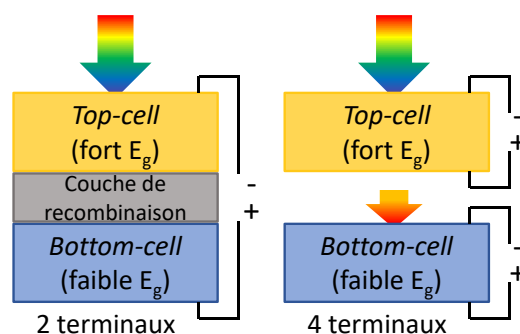 Top-cell
(fort Eg)
Couche de
recombinaison
Bottom-cell
(faible Eg)
-
+
2 terminaux
Top-cell
(fort Eg)
-
+
Bottom-cell
(faible Eg)
-
+
4 terminaux